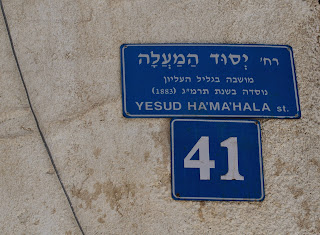 רח' יְסוּד הַמַּעֲלָה
מושבה בגליל העליון
נוסדה בשנת תרמ"ג (1883)
YESUD HA'MA'HALA st.
41